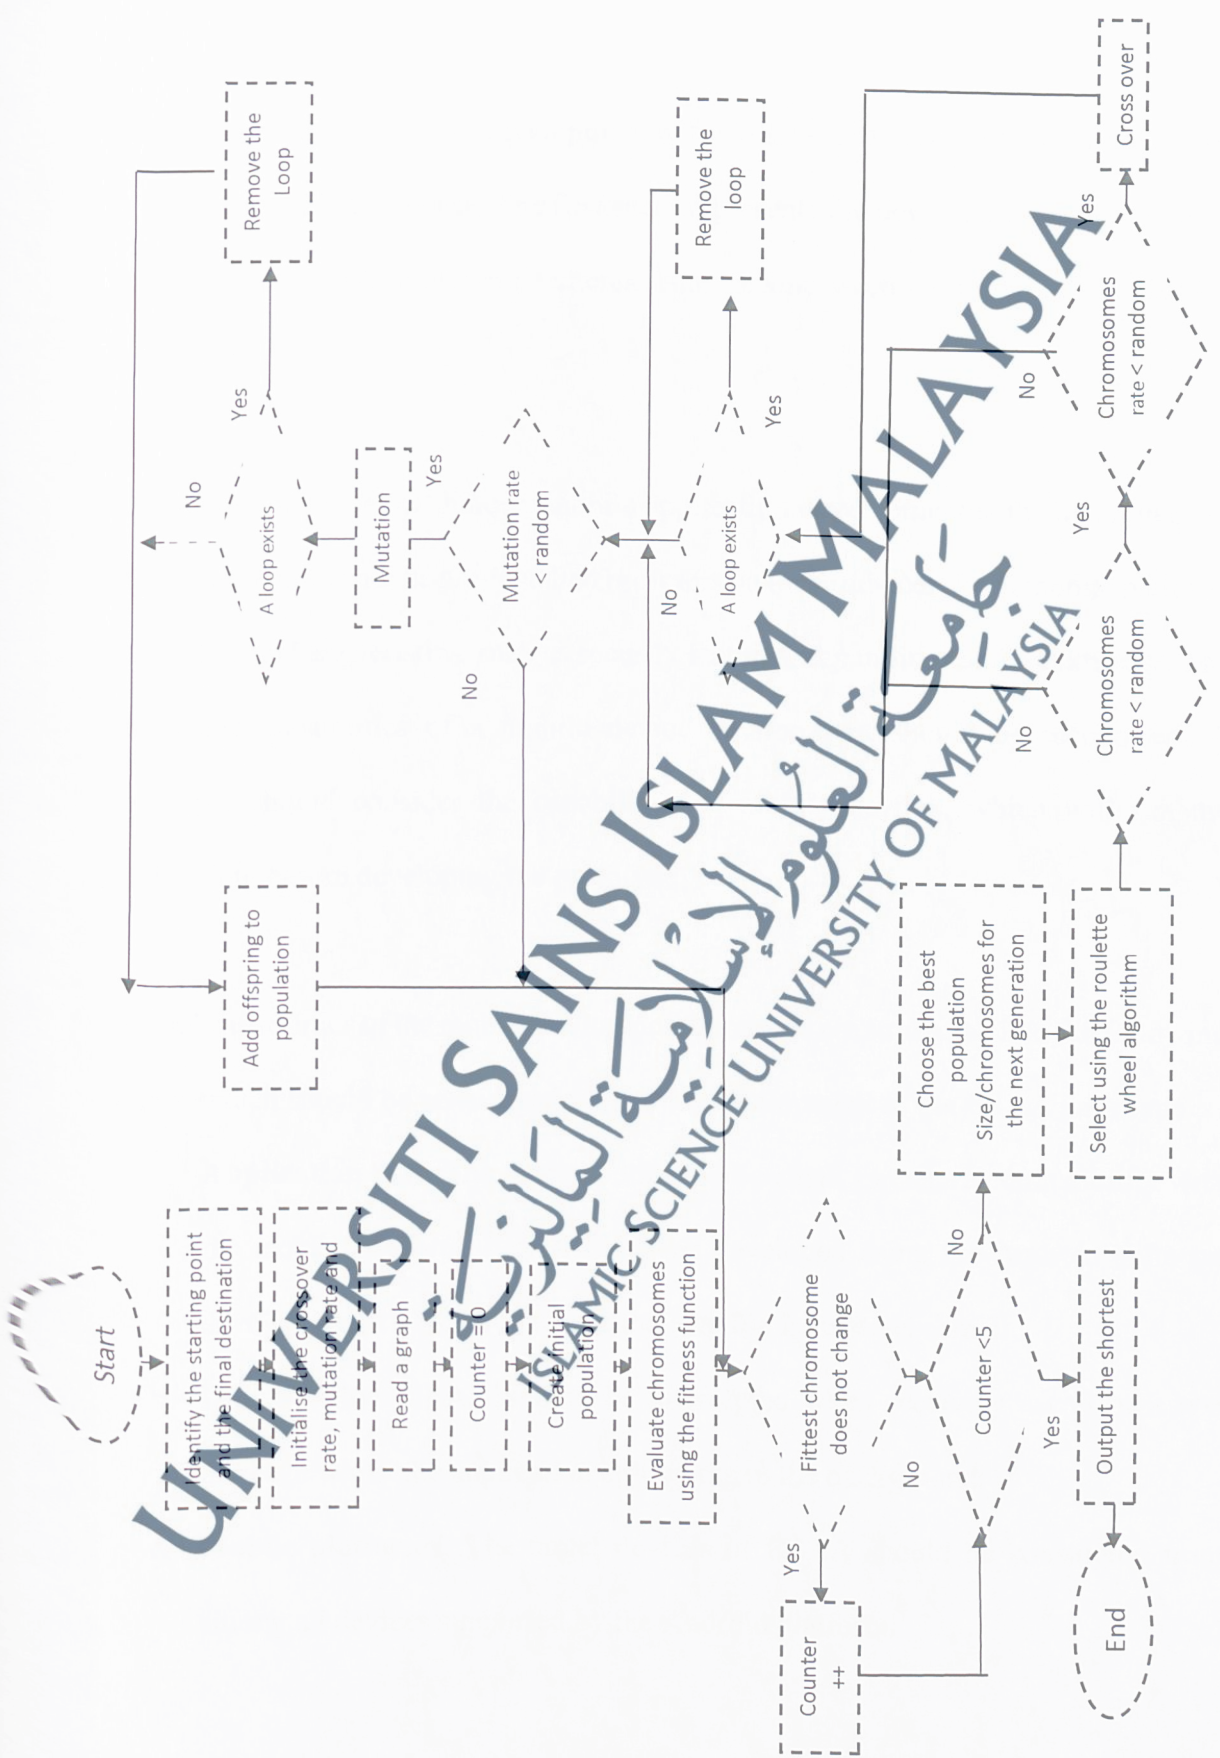 Start
Identify the starting point
and the final destination
Initialise the crossover
rate, mutation rate and
Read a graph
Counter = 0
Create initial
population
Evaluate chromosomes
using the fitness function
Fittest chromosome
does not change
Yes
No
Counter
++
Counter <5
No
Yes
Output the shortest
End
Choose the best
population
Size/chromosomes for
the next generation
Select using the roulette
wheel algorithm
Chromosomes
rate < random
No
Yes
Chromosomes
rate < random
No
Yes
Cross over
A loop exists
No
Yes
Remove the
loop
Mutation rate
< random
No
Yes
Mutation
A loop exists
No
Yes
Remove the
Loop
Add offspring to
population
UNIVERSITI SAINS ISLAM MALAYSIA
جامعة العلوم الإسلامية الماليزية
ISLAMIC SCIENCE UNIVERSITY OF MALAYSIA